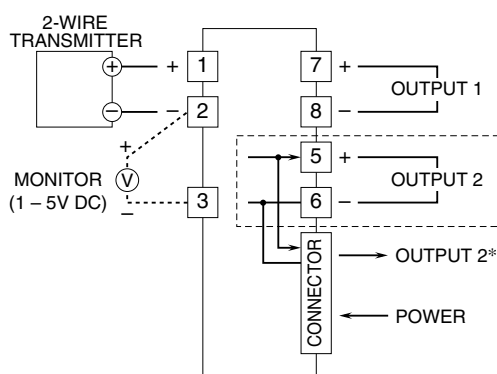 2-WIRE
TRANSMITTER
+ + 1
− − 2
+
V
−
MONITOR
(1 – 5V DC)
3
7 +
8 −
OUTPUT 1
5 +
6 −
OUTPUT 2
CONNECTOR
OUTPUT 2*
POWER